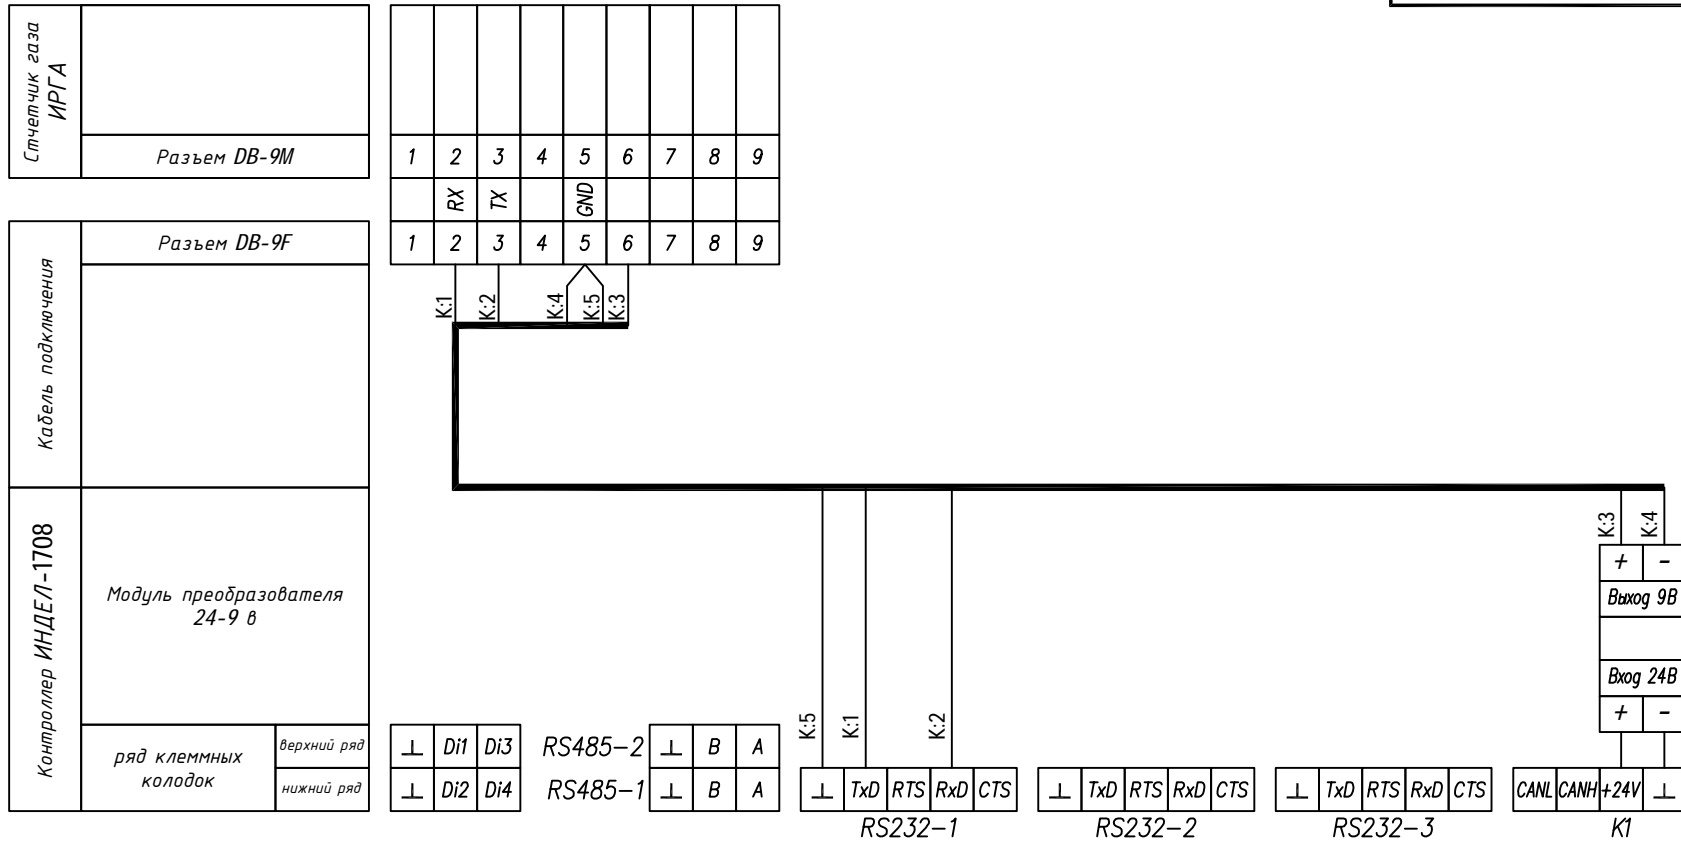 Стчетчик газа
ИРГА
Разъем DB-9M
1 2 3 4 5 6 7 8 9
RX TX GND
Кабель подключения
Разъем DB-9F
1 2 3 4 5 6 7 8 9
К:1 К:2 К:4 К:5 К:3
Контроллер ИНДЕЛ-1708
Модуль преобразователя
24-9 в
К:3 К:4
+ -
Выход 9В
Вход 24В
+ -
К:5 К:1 К:2
ряд клеммных
колодок
верхний ряд
нижний ряд
⊥ Di1 Di3 RS485-2 ⊥ B A
⊥ Di2 Di4 RS485-1 ⊥ B A
⊥ TxD RTS RxD CTS
RS232-1
⊥ TxD RTS RxD CTS
RS232-2
⊥ TxD RTS RxD CTS
RS232-3
CANL CANH +24V ⊥
К1